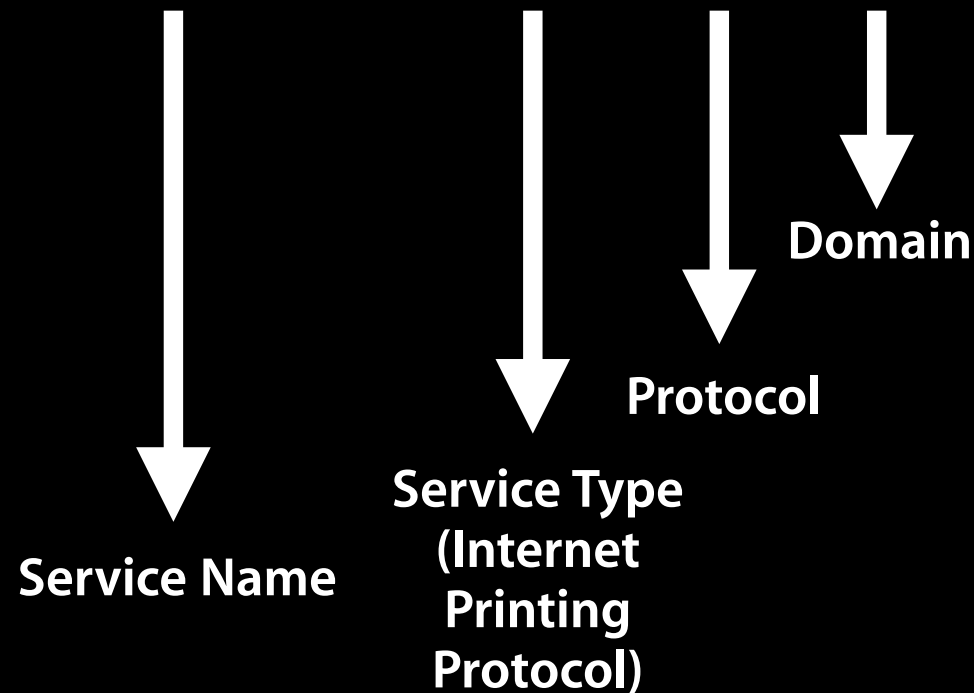 Domain
Protocol
Service Type
(Internet
Printing
Protocol)
Service Name